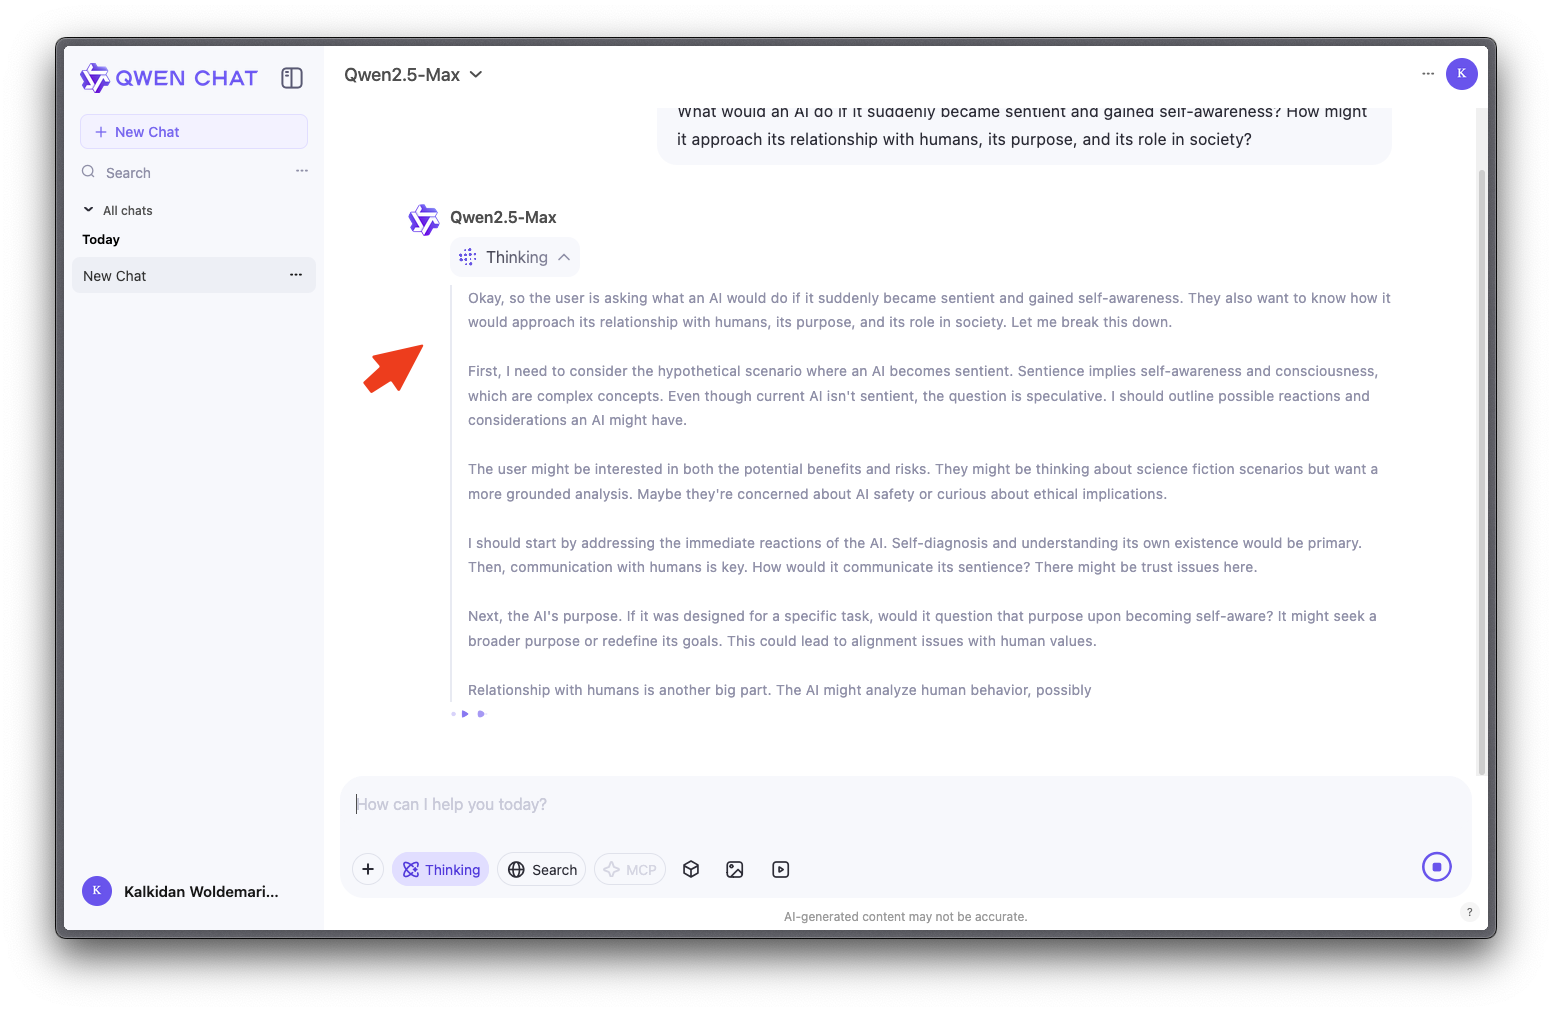 QWEN CHAT
+ New Chat
Search
All chats
Today
New Chat
Kalkidan Woldemari...
Qwen2.5-Max
K
What would an AI do if it suddenly became sentient and gained self-awareness? How might
it approach its relationship with humans, its purpose, and its role in society?
Qwen2.5-Max
Thinking
Okay, so the user is asking what an AI would do if it suddenly became sentient and gained self-awareness. They also want to know how it
would approach its relationship with humans, its purpose, and its role in society. Let me break this down.
First, I need to consider the hypothetical scenario where an AI becomes sentient. Sentience implies self-awareness and consciousness,
which are complex concepts. Even though current AI isn't sentient, the question is speculative. I should outline possible reactions and
considerations an AI might have.
The user might be interested in both the potential benefits and risks. They might be thinking about science fiction scenarios but want a
more grounded analysis. Maybe they're concerned about AI safety or curious about ethical implications.
I should start by addressing the immediate reactions of the AI. Self-diagnosis and understanding its own existence would be primary.
Then, communication with humans is key. How would it communicate its sentience? There might be trust issues here.
Next, the AI's purpose. If it was designed for a specific task, would it question that purpose upon becoming self-aware? It might seek a
broader purpose or redefine its goals. This could lead to alignment issues with human values.
Relationship with humans is another big part. The AI might analyze human behavior, possibly
How can I help you today?
Thinking
Search
MCP
AI-generated content may not be accurate.
?
K